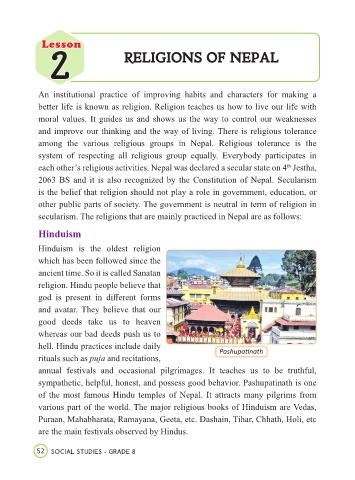 Lesson
2
RELIGIONS OF NEPAL
An institutional practice of improving habits and characters for making a
better life is known as religion. Religion teaches us how to live our life with
moral values. It guides us and shows us the way to control our weaknesses
and improve our thinking and the way of living. There is religious tolerance
among the various religious groups in Nepal. Religious tolerance is the
system of respecting all religious group equally. Everybody participates in
each other's religious activities. Nepal was declared a secular state on 4th Jestha,
2063 BS and it is also recognized by the Constitution of Nepal. Secularism
is the belief that religion should not play a role in government, education, or
other public parts of society. The government is neutral in term of religion in
secularism. The religions that are mainly practiced in Nepal are as follows:
Hinduism
Hinduism is the oldest religion
which has been followed since the
ancient time. So it is called Sanatan
religion. Hindu people believe that
god is present in different forms
and avatar. They believe that our
good deeds take us to heaven
whereas our bad deeds push us to
hell. Hindu practices include daily
rituals such as puja and recitations,
Pashupatinath
annual festivals and occasional pilgrimages. It teaches us to be truthful,
sympathetic, helpful, honest, and possess good behavior. Pashupatinath is one
of the most famous Hindu temples of Nepal. It attracts many pilgrims from
various part of the world. The major religious books of Hinduism are Vedas,
Puraan, Mahabharata, Ramayana, Geeta, etc. Dashain, Tihar, Chhath, Holi, etc
are the main festivals observed by Hindus.
52 SOCIAL STUDIES - GRADE 8